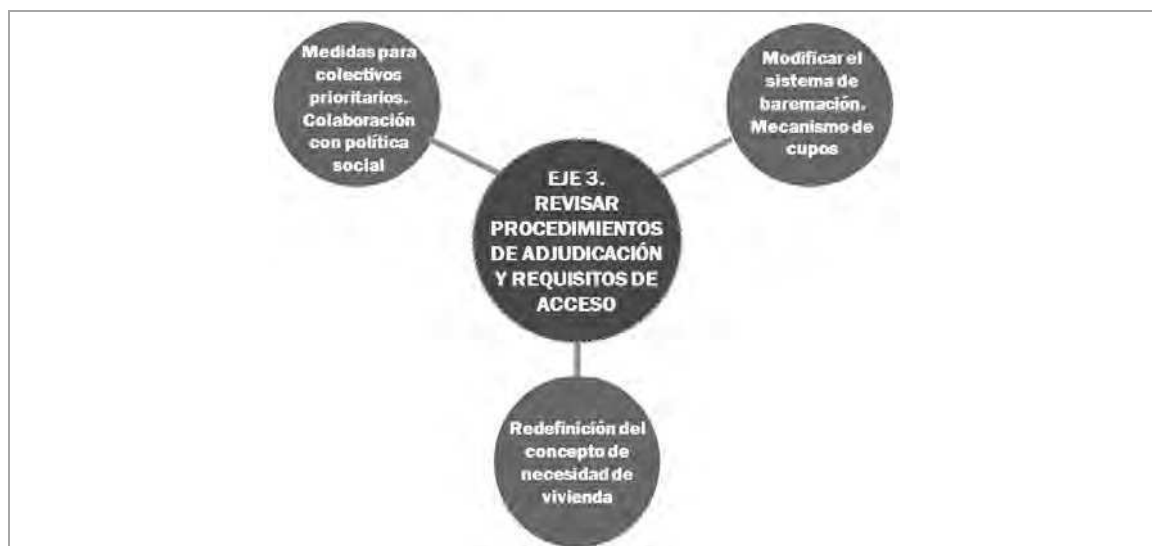 Medidas para
colectivos
prioritarios.
Colaboración
con política
social
Modificar el
sistema de
baremación.
Mecanismo de
cupos
EJE 3.
REVISAR
PROCEDIMIENTOS
DE ADJUDICACIÓN
Y REQUISITOS DE
ACCESO
Redefinición del
concepto de
necesidad de
vivienda